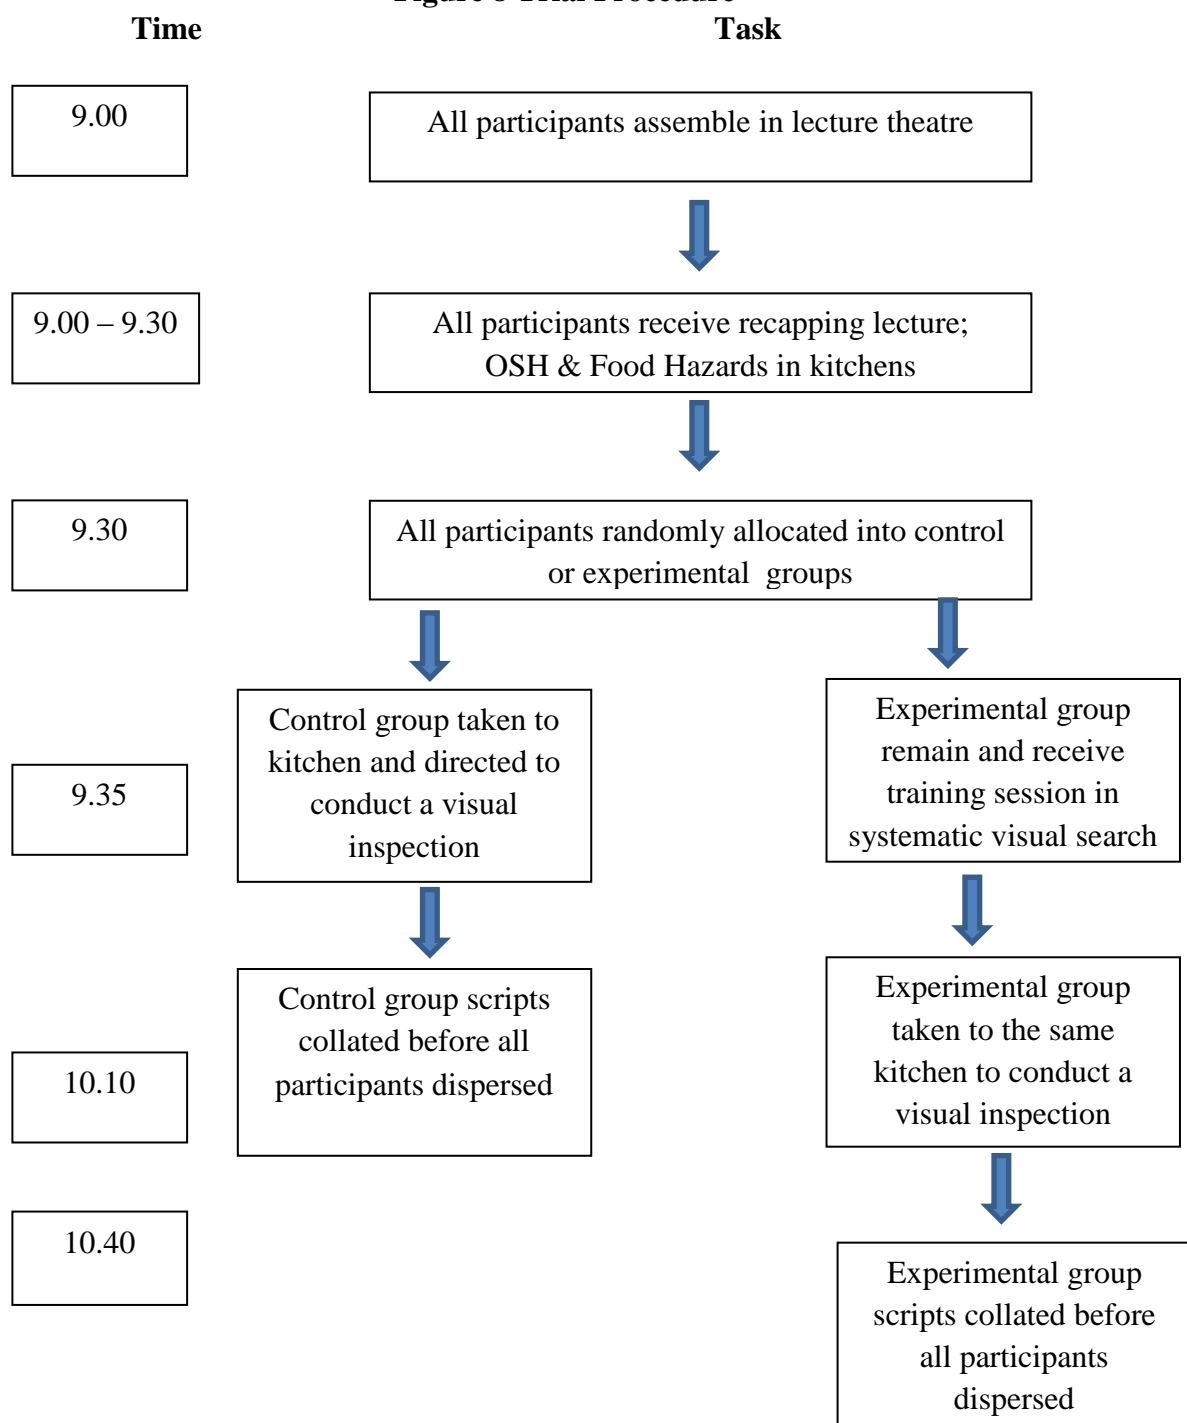 Time Task
9.00
All participants assemble in lecture theatre
9.00 – 9.30
All participants receive recapping lecture;
OSH & Food Hazards in kitchens
9.30
All participants randomly allocated into control
or experimental groups
Control group taken to
kitchen and directed to
conduct a visual
inspection
Experimental group
remain and receive
training session in
systematic visual search
9.35
Control group scripts
collated before all
participants dispersed
Experimental group
taken to the same
kitchen to conduct a
visual inspection
10.10
10.40
Experimental group
scripts collated before
all participants
dispersed